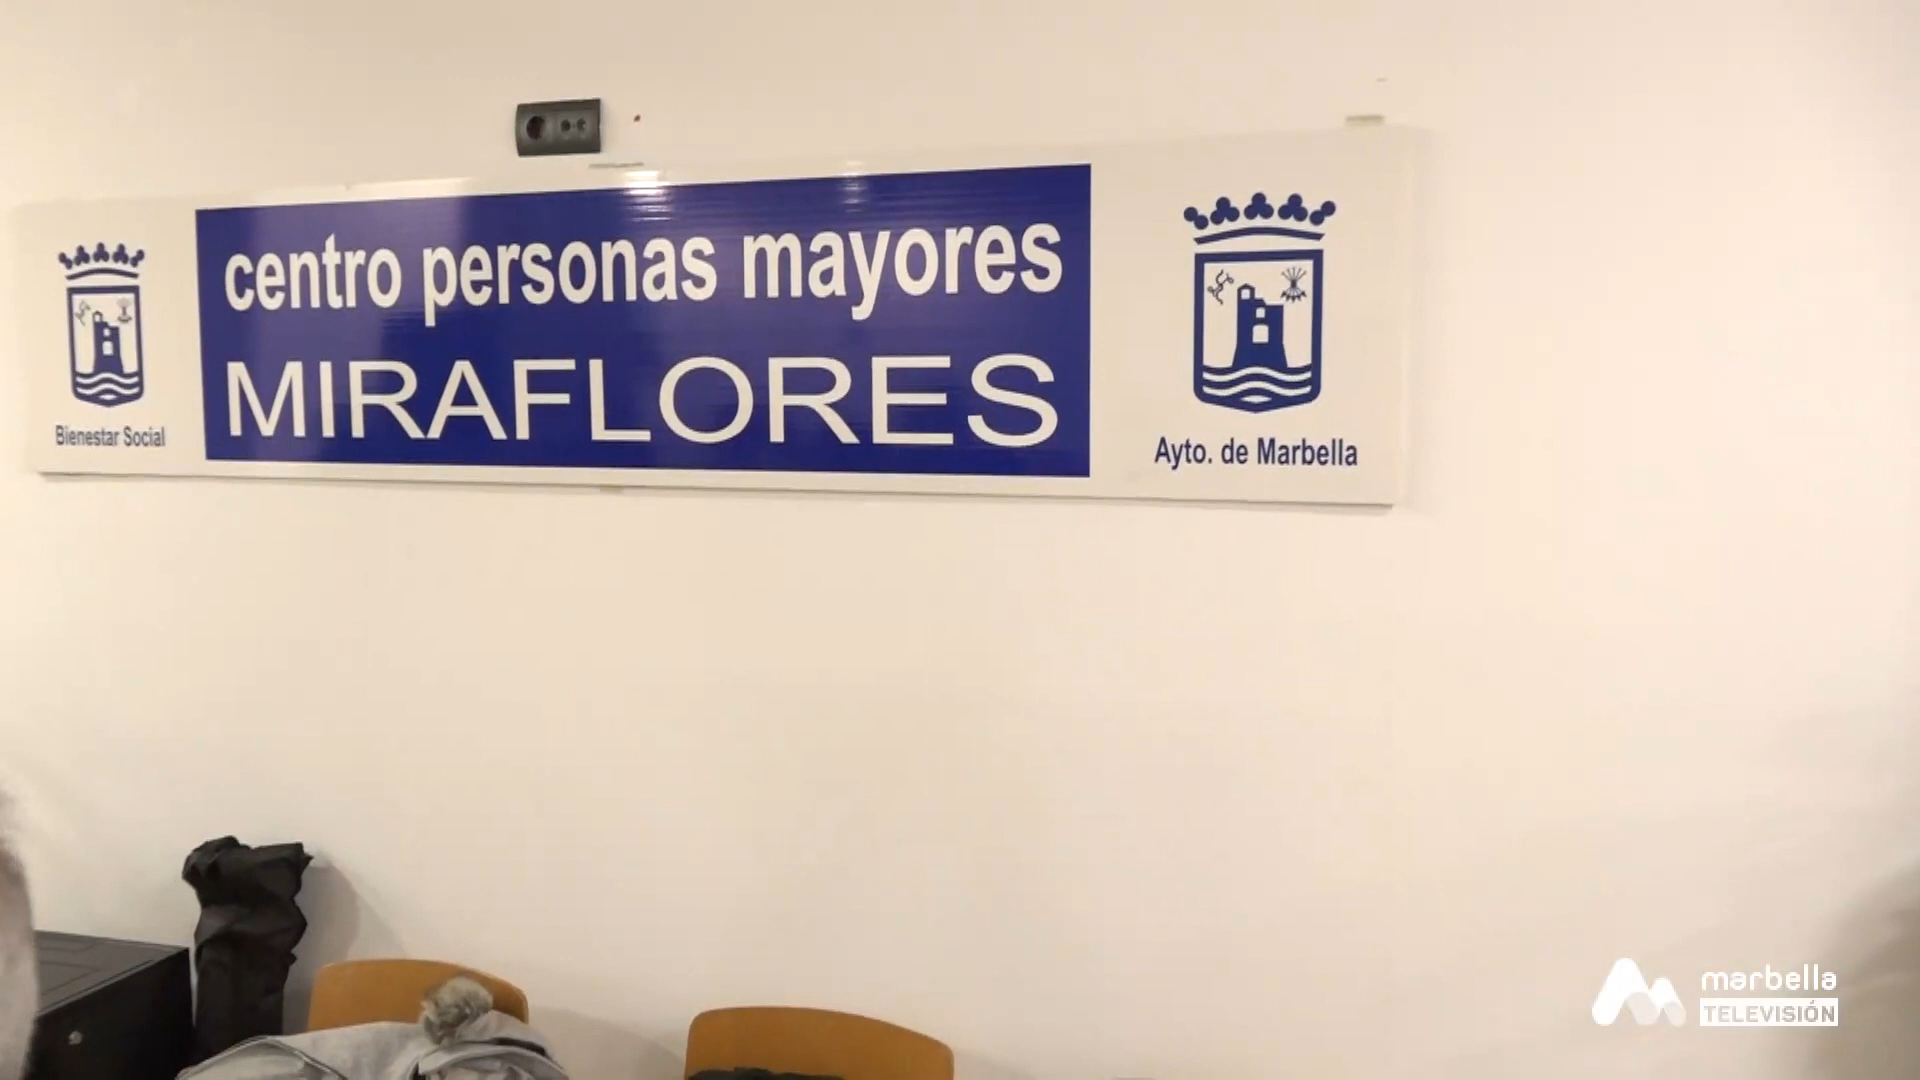 centro personas mayores
MIRAFLORES
Bienestar Social
Ayto. de Marbella
marbella
TELEVISIÓN